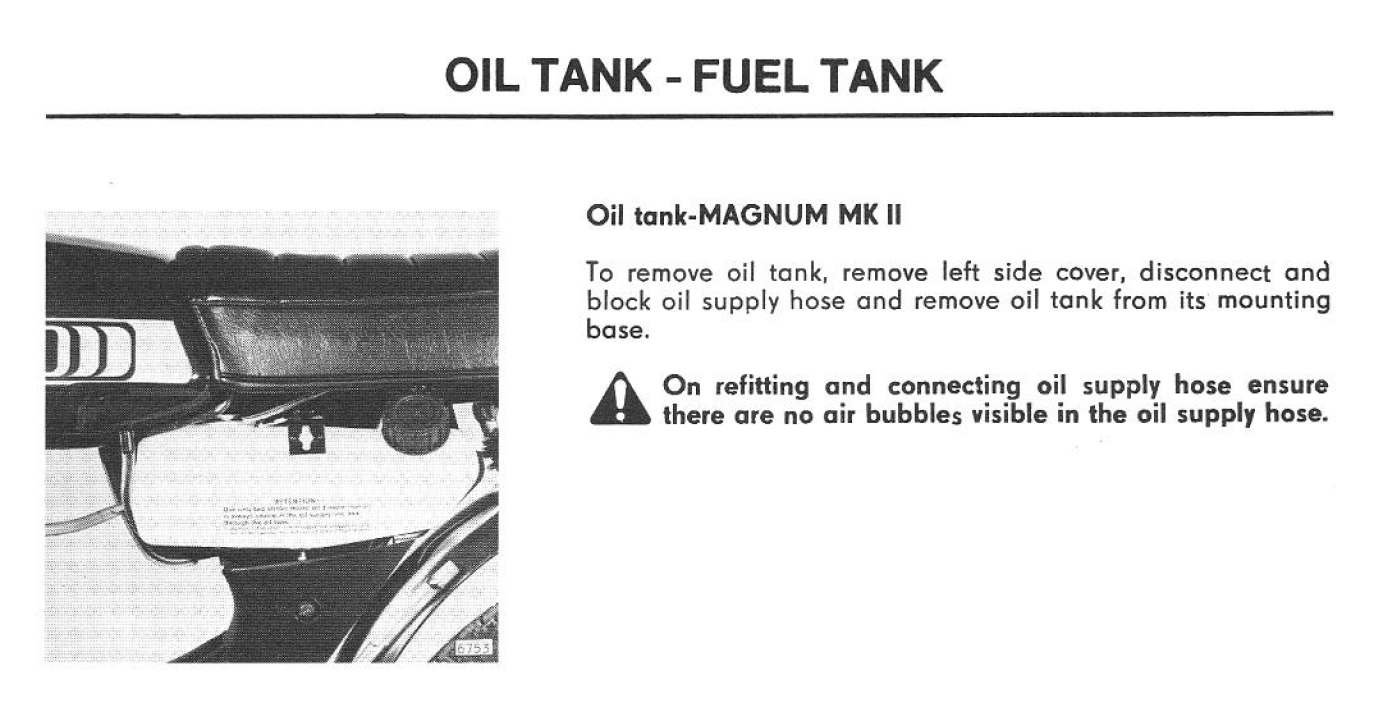 OIL TANK - FUEL TANK
Oil tank-MAGNUM MK II
To remove oil tank, remove left side cover, disconnect and
block oil supply hose and remove oil tank from its mounting
base.
On refitting and connecting oil supply hose ensure
there are no air bubbles visible in the oil supply hose.
ATTENTION
6753